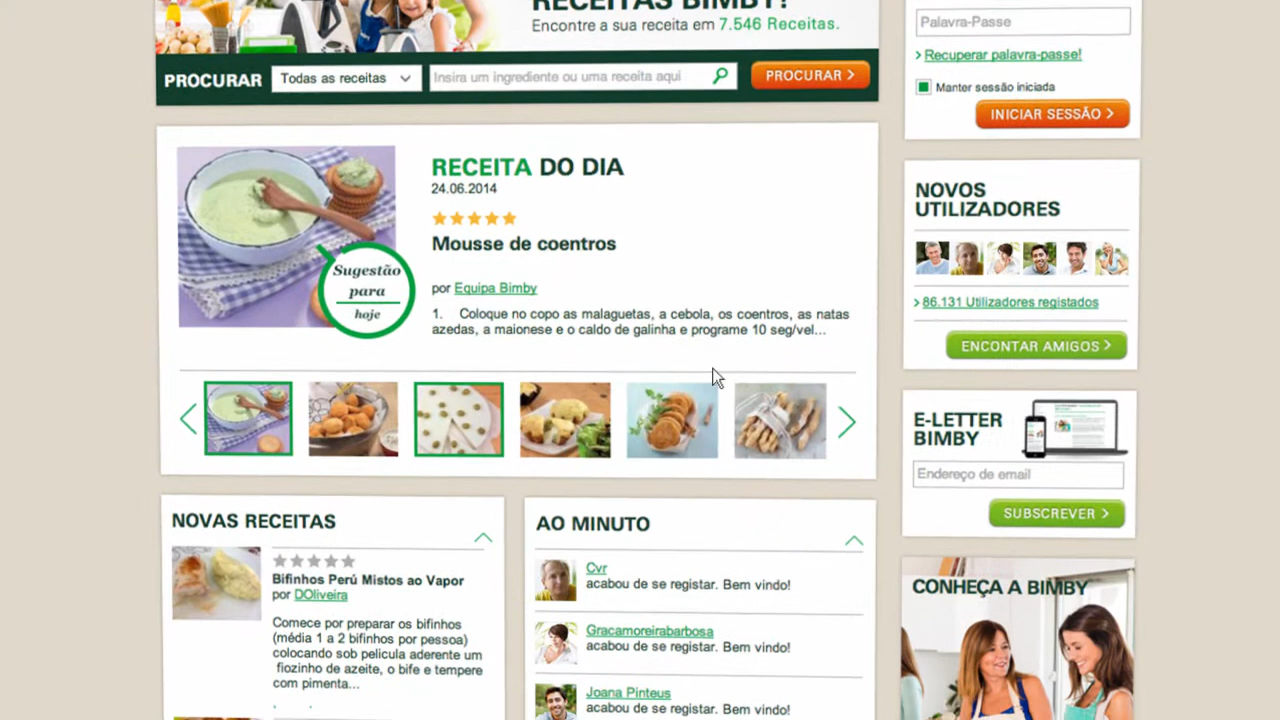 RECEITAS BIMBY!
Encontre a sua receita em 7.546 Receitas.
PROCURAR
Todas as receitas
Insira um ingrediente ou uma receita aqui
PROCURAR >
Palavra-Passe
> Recuperar palavra-passe!
Manter sessão iniciada
INICIAR SESSÃO >
RECEITA DO DIA
24.06.2014
Mousse de coentros
Sugestão
para
hoje
por Equipa Bimby
1. Coloque no copo as malaguetas, a cebola, os coentros, as natas
azedas, a maionese e o caldo de galinha e programe 10 seg/vel...
NOVOS
UTILIZADORES
> 86.131 Utilizadores registados
ENCONTAR AMIGOS >
E-LETTER
BIMBY
Endereço de email
SUBSCREVER >
NOVAS RECEITAS
Bifinhos Perú Mistos ao Vapor
por DOliveira
Comece por preparar os bifinhos
(média 1 a 2 bifinhos por pessoa)
colocando sob pelicula aderente um
fiozinho de azeite, o bife e tempere
com pimenta...
AO MINUTO
Cvr
acabou de se registar. Bem vindo!
Gracamoreirabarbosa
acabou de se registar. Bem vindo!
Joana Pinteus
acabou de se registar. Bem vindo!
CONHEÇA A BIMBY